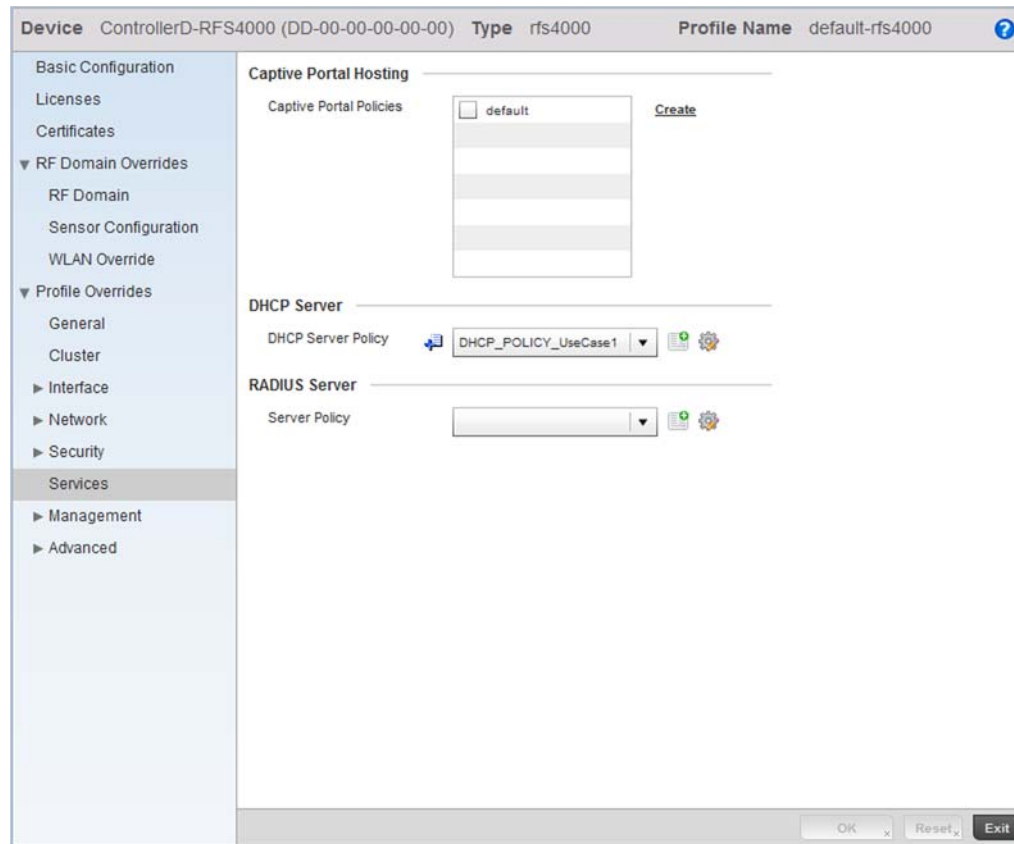 Device ControllerD-RFS4000 (DD-00-00-00-00-00) Type rfs4000 Profile Name default-rfs4000 ?
Basic Configuration
Licenses
Certificates
RF Domain Overrides
RF Domain
Sensor Configuration
WLAN Override
Profile Overrides
General
Cluster
Interface
Network
Security
Services
Management
Advanced
Captive Portal Hosting
Captive Portal Policies default Create
DHCP Server
DHCP Server Policy DHCP_POLICY_UseCase1
RADIUS Server
Server Policy
OK Reset Exit